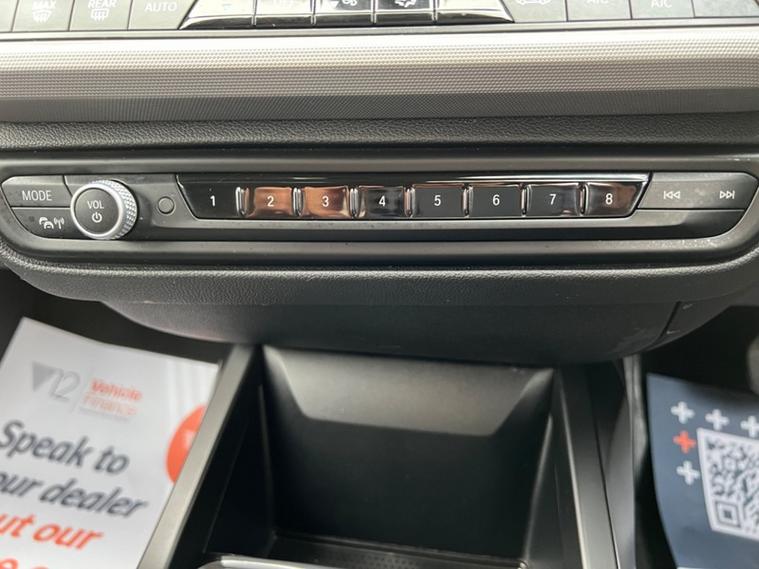 MAX
REAR
AUTO
A/C
A/C
MODE
VOL
1
2
3
4
5
6
7
8
V12
Vehicle
Finance
Speak to
our dealer
out our